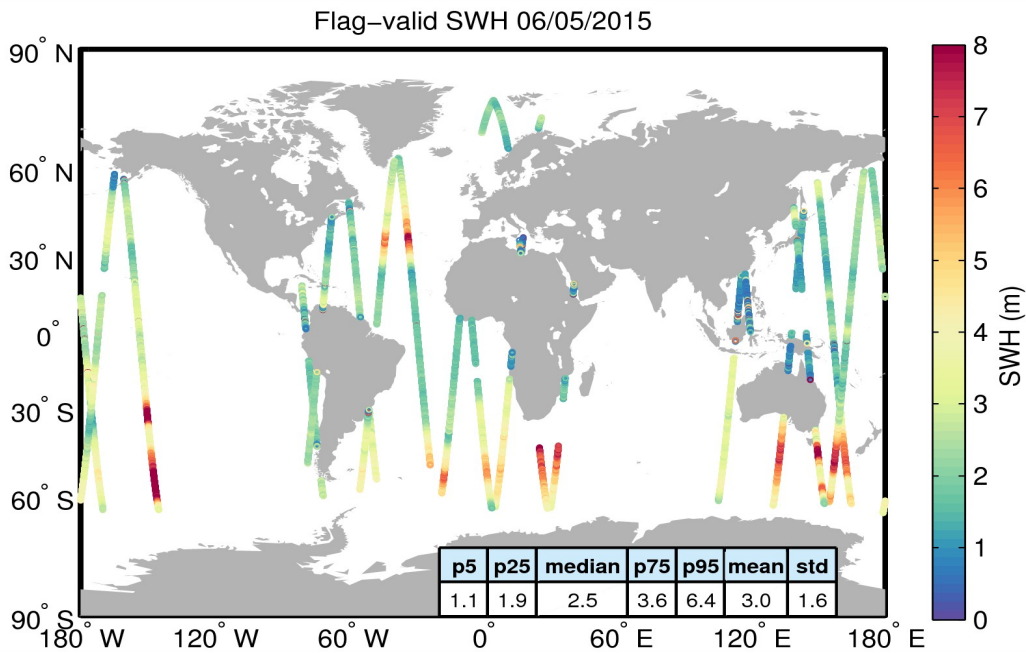 Flag−valid SWH 06/05/2015
90° N
60° N
30° N
0°
30° S
60° S
90° S
180° W
120° W
60° W
0°
60° E
120° E
180° E
p5 p25 median p75 p95 mean std
1.1 1.9 2.5 3.6 6.4 3.0 1.6
8
7
6
5
4
3
2
1
0
SWH (m)